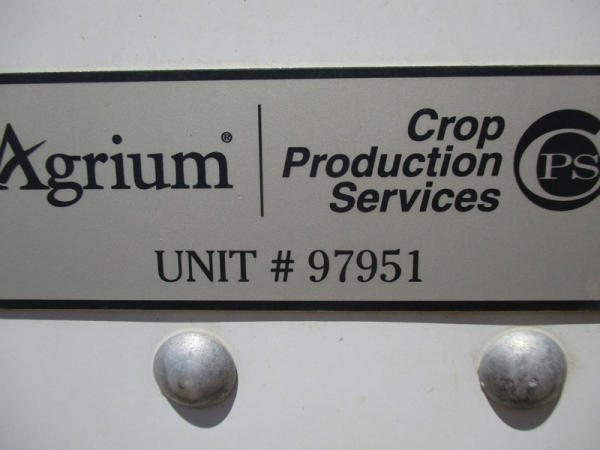 Agrium®
Crop
Production
Services
CPS
UNIT # 97951